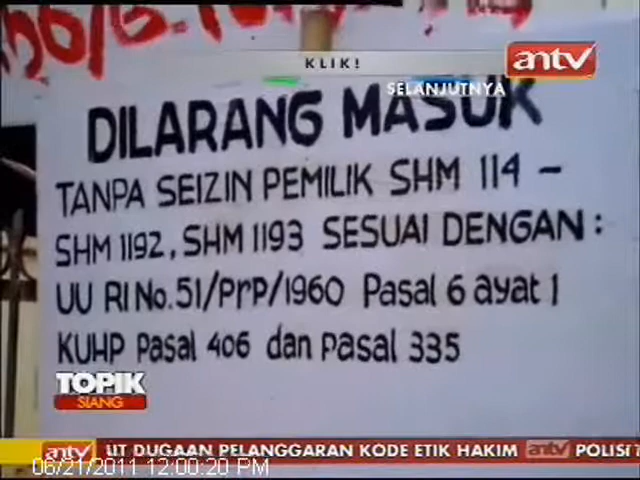 KLIK!
antv
SELANJUTNYA
DILARANG MASUK
TANPA SEIZIN PEMILIK SHM 114 –
SHM 1192, SHM 1193 SESUAI DENGAN :
UU RI No. 51/PrP/1960 Pasal 6 ayat 1
KUHP Pasal 406 dan pasal 335
TOPIK
SIANG
antv DUGAAN PELANGGARAN KODE ETIK HAKIM antv POLISI
06/21/2011 12:00:20 PM